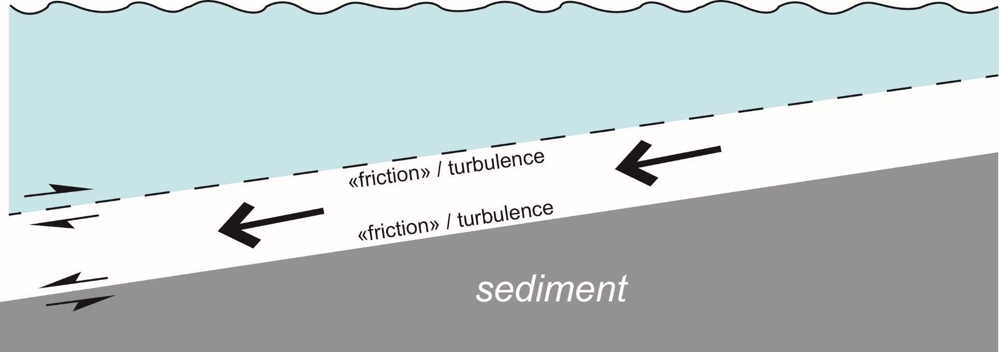 «friction» / turbulence
«friction» / turbulence
sediment